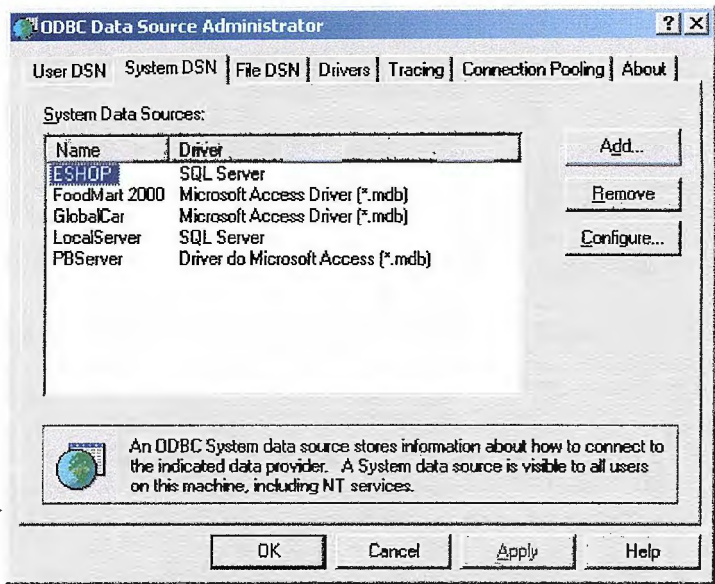 ODBC Data Source Administrator
User DSN System DSN File DSN Drivers Tracing Connection Pooling About
System Data Sources:
Name Driver
ESHOP SQL Server
FoodMart 2000 Microsoft Access Driver (*.mdb)
GlobalCar Microsoft Access Driver (*.mdb)
LocalServer SQL Server
PBServer Driver do Microsoft Access (*.mdb)
Add...
Remove
Configure...
An ODBC System data source stores information about how to connect to
the indicated data provider. A System data source is visible to all users
on this machine, including NT services.
OK Cancel Apply Help